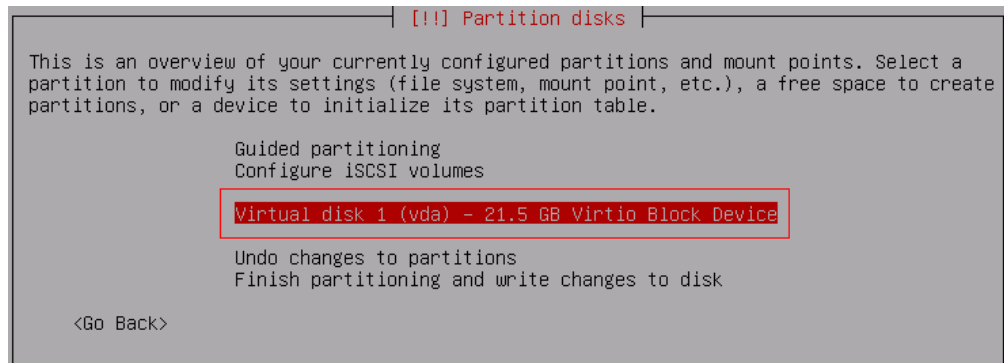 [!!] Partition disks
This is an overview of your currently configured partitions and mount points. Select a
partition to modify its settings (file system, mount point, etc.), a free space to create
partitions, or a device to initialize its partition table.
Guided partitioning
Configure iSCSI volumes
Virtual disk 1 (vda) – 21.5 GB Virtio Block Device
Undo changes to partitions
Finish partitioning and write changes to disk
<Go Back>